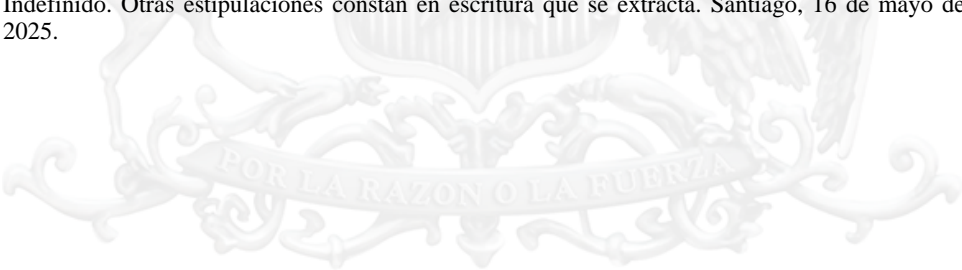 Indefinido. Otras estipulaciones constan en escritura que se extracta. Santiago, 16 de mayo de
2025.
POR LA RAZON O LA FUERZA